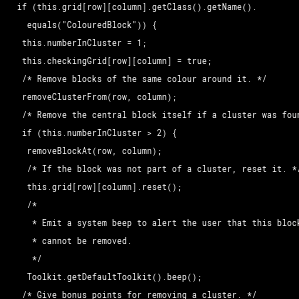 if (this.grid[row][column].getClass().getName().
equals("ColouredBlock")) {
this.numberInCluster = 1;
this.checkingGrid[row][column] = true;
/* Remove blocks of the same colour around it. */
removeClusterFrom(row, column);
/* Remove the central block itself if a cluster was
if (this.numberInCluster > 2) {
removeBlockAt(row, column);
/* If the block was not part of a cluster, reset it. */
this.grid[row][column].reset();
/*
* Emit a system beep to alert the user that this block
* cannot be removed.
*/
Toolkit.getDefaultToolkit().beep();
/* Give bonus points for removing a cluster. */